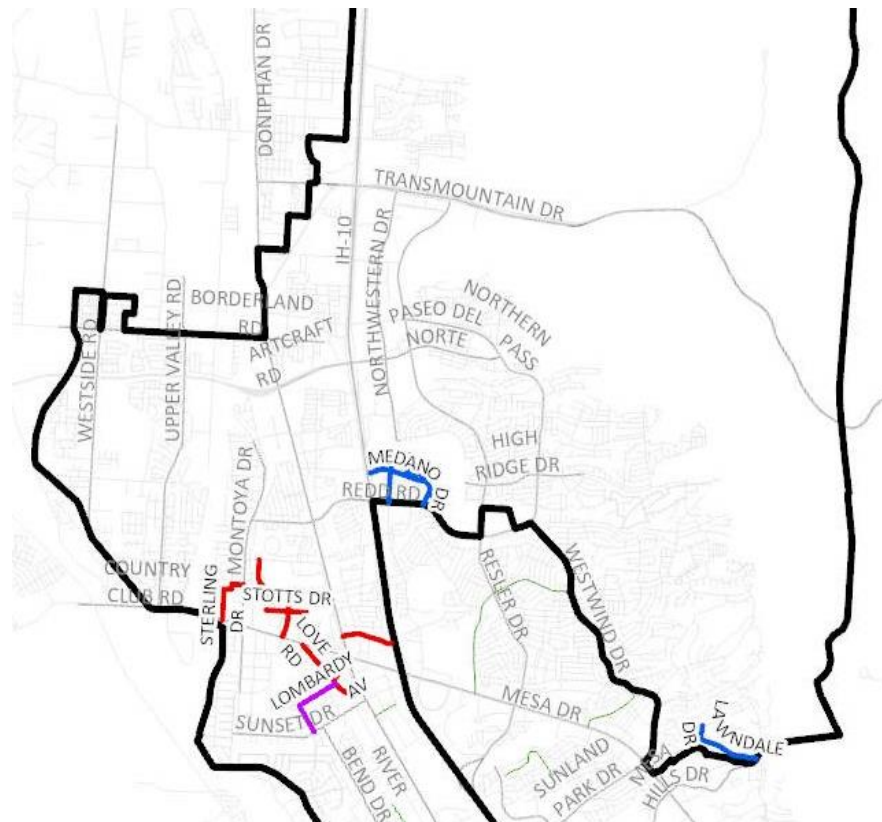 DONIPHAN DR
TRANSMOUNTAIN DR
IH-10
NORTHWESTERN DR
BORDERLAND
RD
ARTCRAFT
RD
PASEO DEL
NORTE
NORTHERN
PASS
WESTSIDE RD
UPPER VALLEY RD
HIGH
RIDGE DR
MEDANO
DR
REDD RD
MONTOYA DR
COUNTRY
CLUB RD
STERLING
DR
STOTTS DR
LOVE
RD
RESLER DR
WESTWIND DR
LOMBARDY
AV
SUNSET DR
MESA DR
RIVER
BEND DR
SUNLAND
PARK DR
MESA
HILLS DR
LAWNDALE
DR